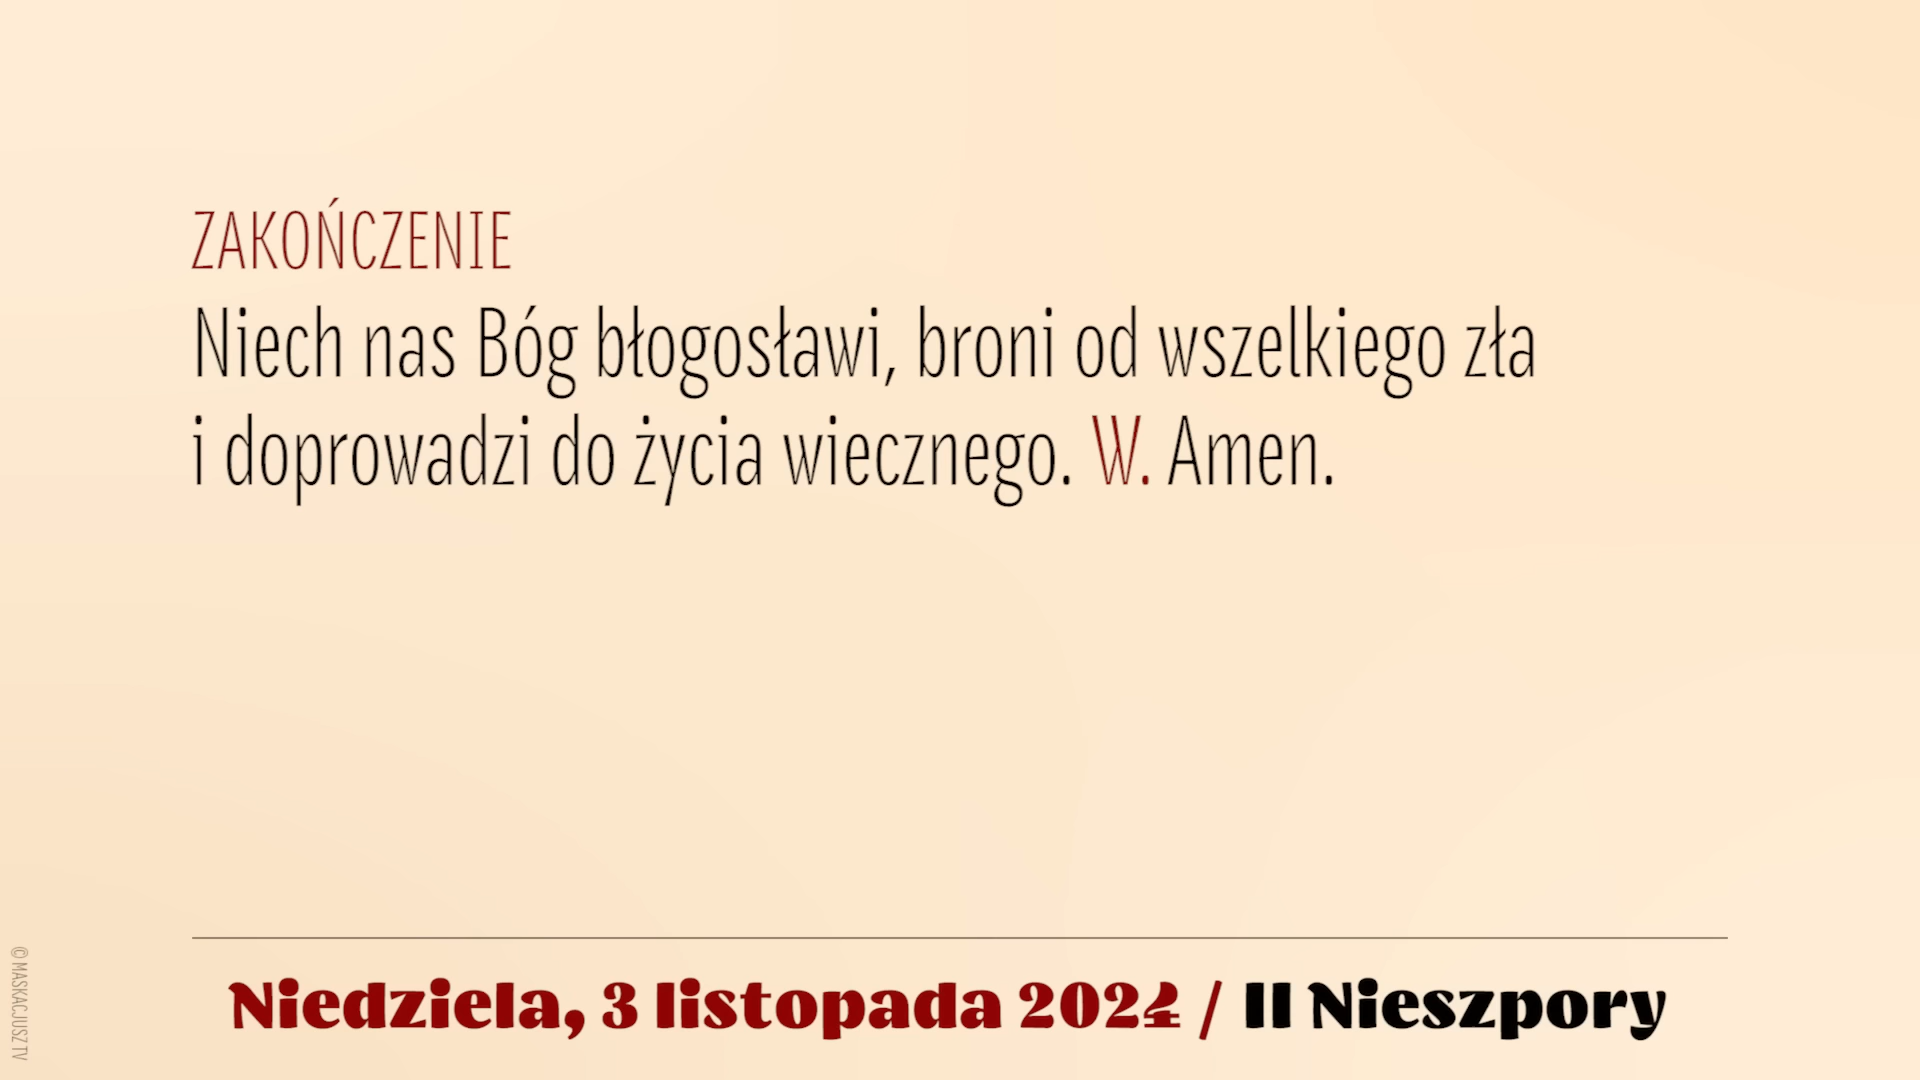 ZAKOŃCZENIE
Niech nas Bóg błogosławi, broni od wszelkiego zła
i doprowadzi do życia wiecznego. W. Amen.
Niedziela, 3 listopada 2024 / II Nieszpory
© MASKACJUSZ TV